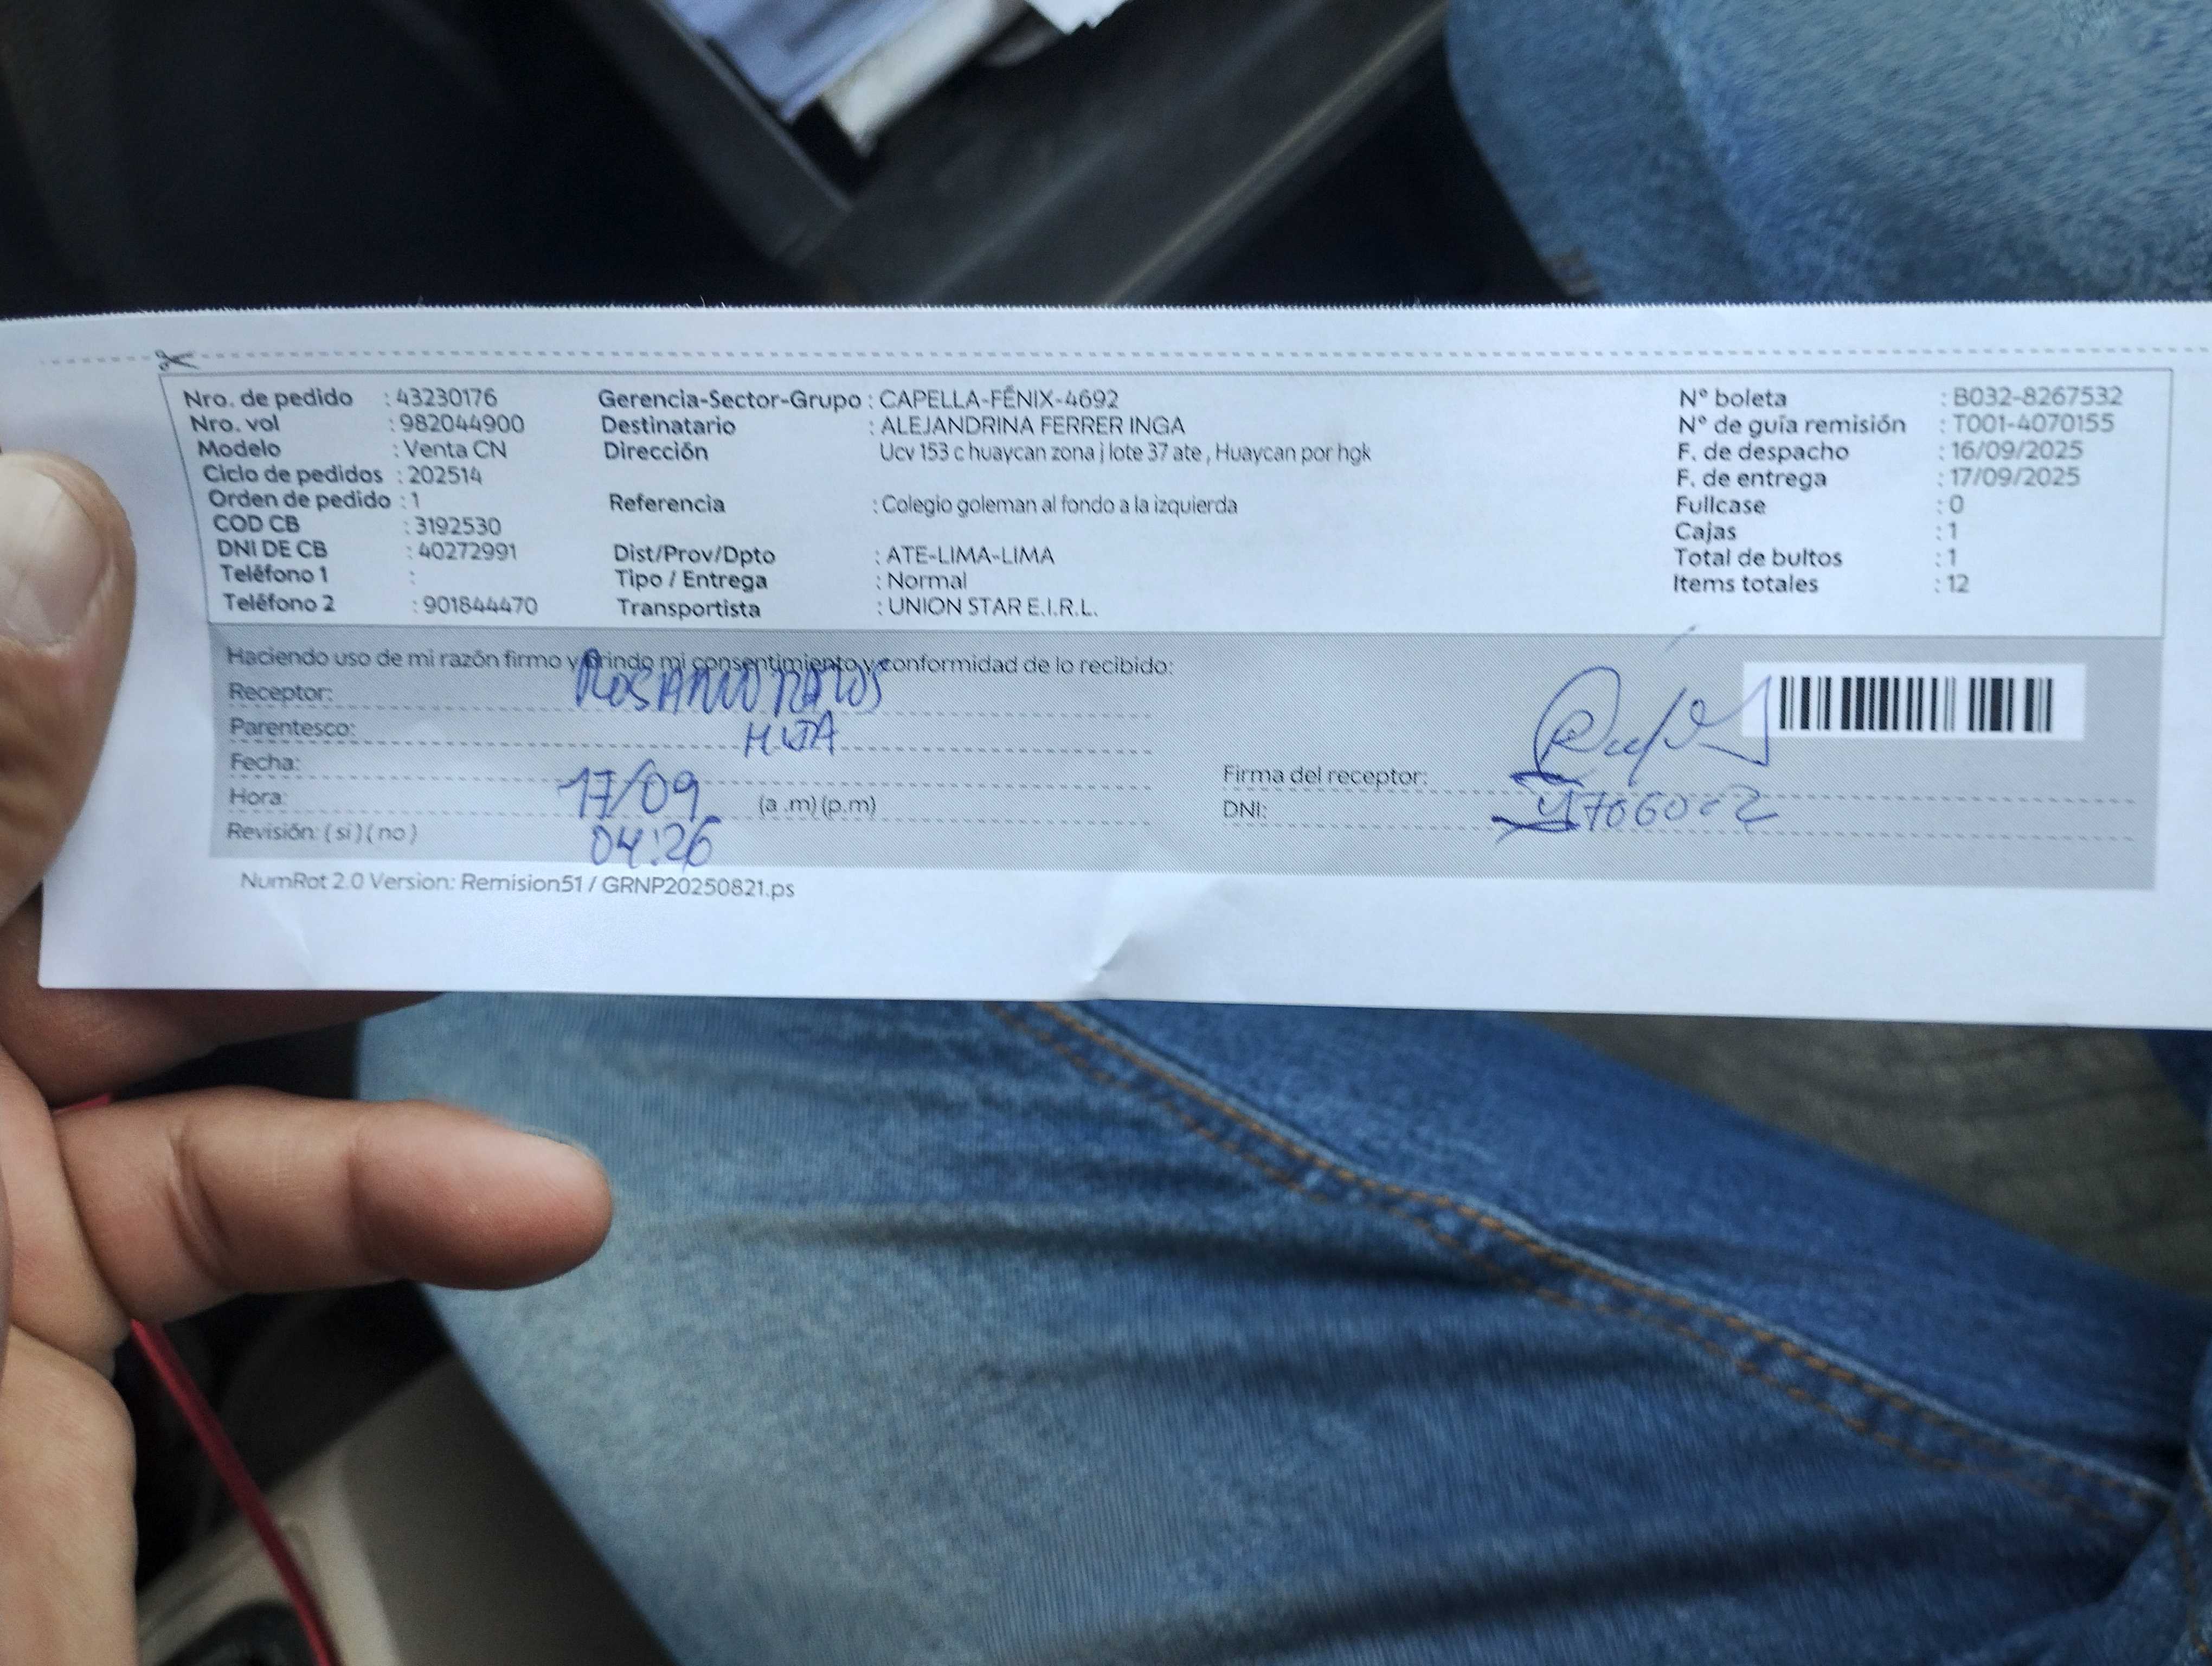 Nro. de pedido : 43230176
Nro. vol : 982044900
Modelo : Venta CN
Ciclo de pedidos : 202514
Orden de pedido : 1
COD CB : 3192530
DNI DE CB : 40272991
Teléfono 1 :
Teléfono 2 : 901844470
Gerencia-Sector-Grupo : CAPELLA-FÉNIX-4692
Destinatario : ALEJANDRINA FERRER INGA
Dirección Ucv 153 c huaycan zona j lote 37 ate , Huaycan por hgk
Referencia : Colegio goleman al fondo a la izquierda
Dist/Prov/Dpto : ATE-LIMA-LIMA
Tipo / Entrega : Normal
Transportista : UNION STAR E.I.R.L.
N° boleta : B032-8267532
N° de guía remisión : T001-4070155
F. de despacho : 16/09/2025
F. de entrega : 17/09/2025
Fullcase : 0
Cajas : 1
Total de bultos : 1
Items totales : 12
Haciendo uso de mi razón firmo y brindo mi consentimiento y conformidad de lo recibido:
Receptor:
Parentesco: HIJA
Fecha: 17/09
Hora: 04:26 (a .m) (p.m)
Revisión: ( si ) ( no )
Firma del receptor:
DNI:
NumRot 2.0 Version: Remision51 / GRNP20250821.ps